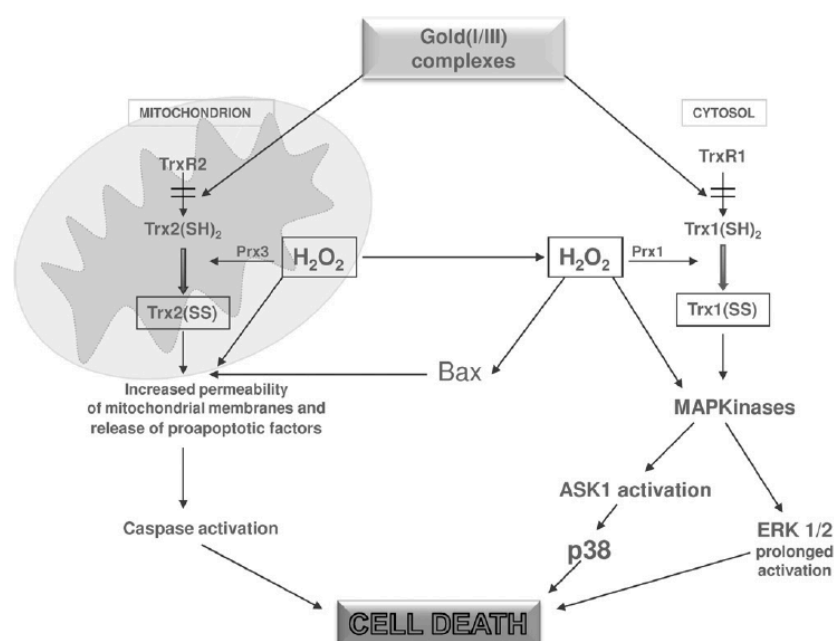 Gold(I/III)
complexes
MITOCHONDRION
CYTOSOL
TrxR2
TrxR1
Trx2(SH)₂
Trx1(SH)₂
Prx3
H₂O₂
H₂O₂
Prx1
Trx2(SS)
Trx1(SS)
Bax
Increased permeability
of mitochondrial membranes and
release of proapoptotic factors
MAPKinases
ASK1 activation
Caspase activation
p38
ERK 1/2
prolonged
activation
CELL DEATH